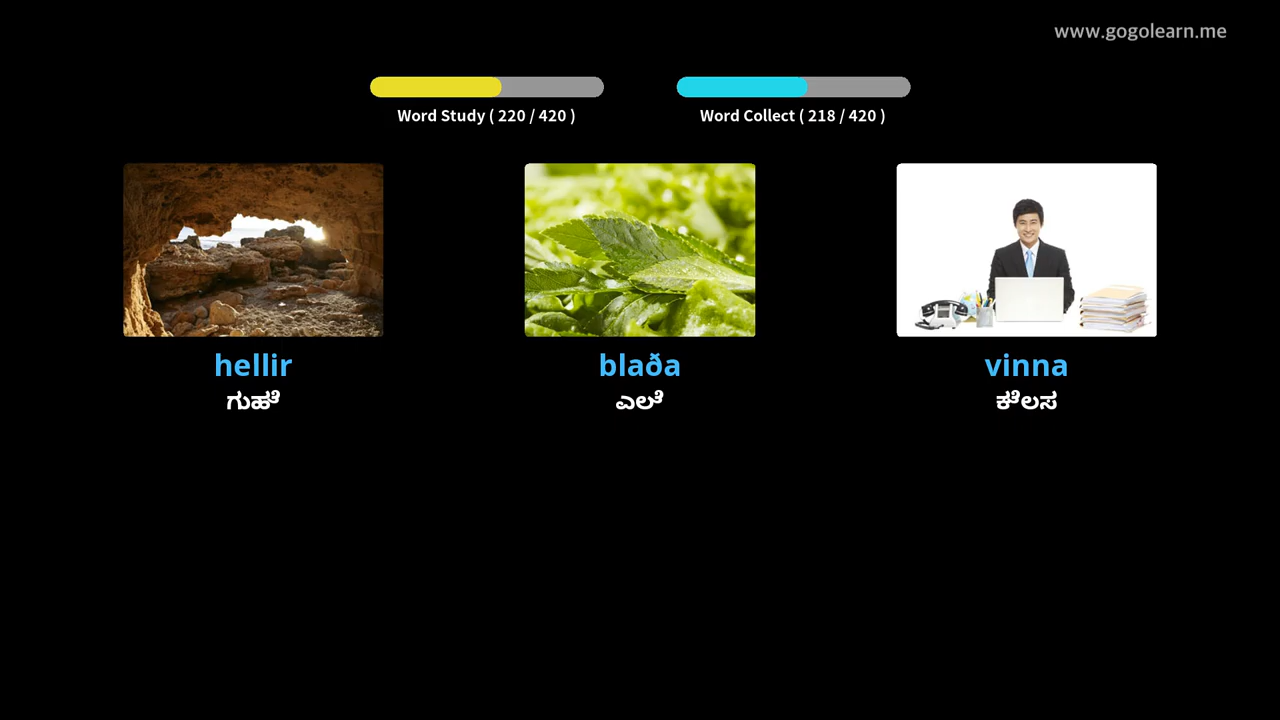 www.gogolearn.me
Word Study ( 220 / 420 )
Word Collect ( 218 / 420 )
hellir
ಗುಹೆ
blaða
ಎಲೆ
vinna
ಕೆಲಸ